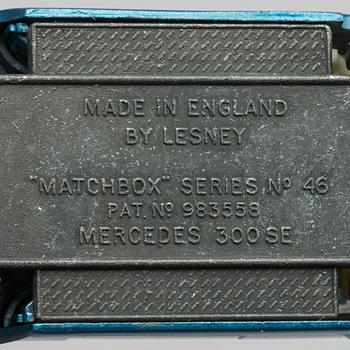 MADE IN ENGLAND
BY LESNEY
"MATCHBOX" SERIES Nº 46
PAT. Nº 983558
MERCEDES 300 SE